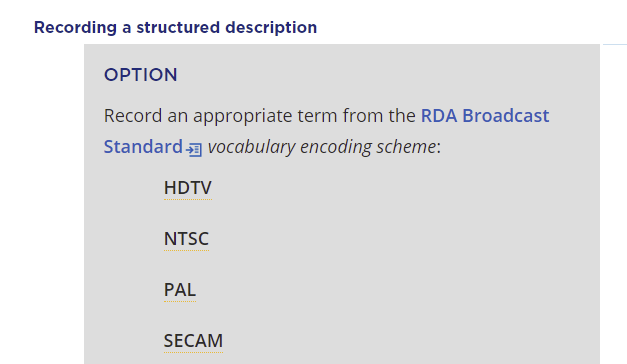 Recording a structured description
OPTION
Record an appropriate term from the RDA Broadcast
Standard vocabulary encoding scheme:
HDTV
NTSC
PAL
SECAM